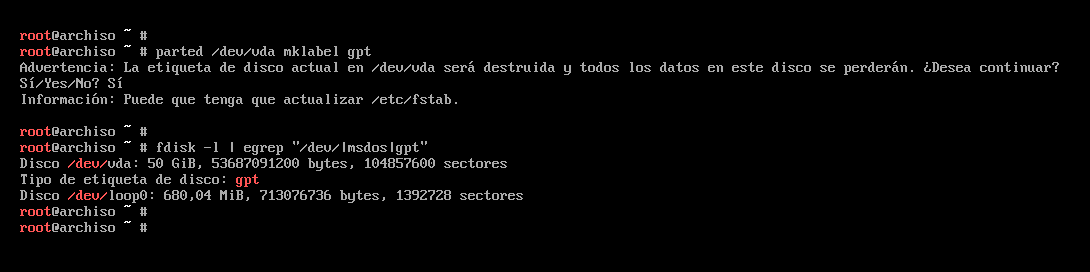 root@archiso ~ #
root@archiso ~ # parted /dev/vda mklabel gpt
Advertencia: La etiqueta de disco actual en /dev/vda será destruida y todos los datos en este disco se perderán. ¿Desea continuar?
Sí/Yes/No? Sí
Información: Puede que tenga que actualizar /etc/fstab.
root@archiso ~ #
root@archiso ~ # fdisk -l | egrep "/dev/|msdos|gpt"
Disco /dev/vda: 50 GiB, 53687091200 bytes, 104857600 sectores
Tipo de etiqueta de disco: gpt
Disco /dev/loop0: 680,04 MiB, 713076736 bytes, 1392728 sectores
root@archiso ~ #
root@archiso ~ #